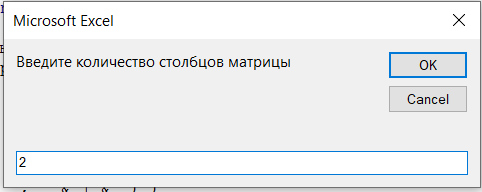 Microsoft Excel
Введите количество столбцов матрицы
OK
Cancel
2